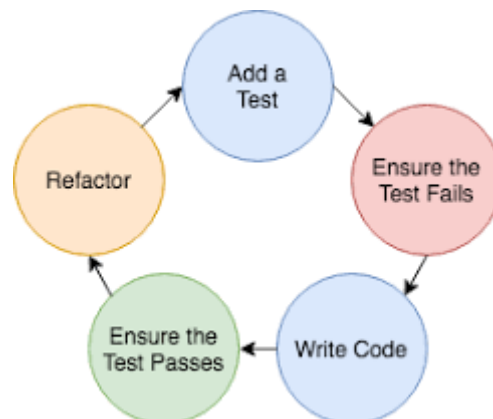 Add a
Test
Ensure the
Test Fails
Write Code
Ensure the
Test Passes
Refactor